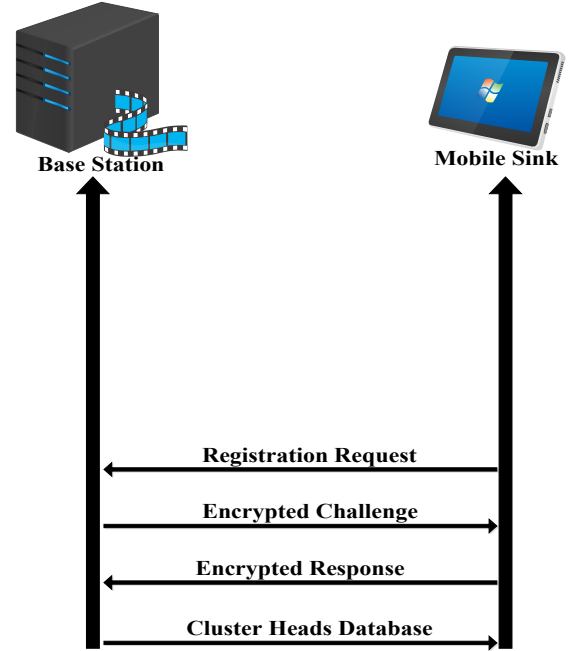 Base Station
Mobile Sink
Registration Request
Encrypted Challenge
Encrypted Response
Cluster Heads Database